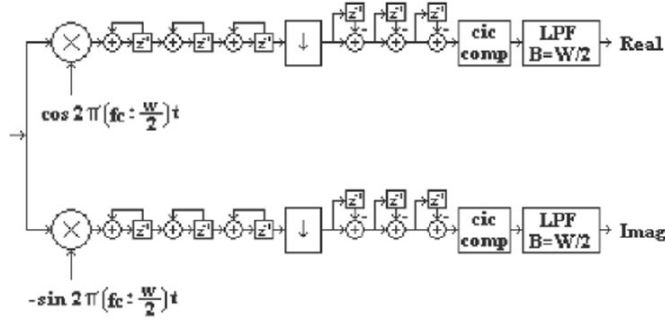 z⁻¹ z⁻¹ z⁻¹
z⁻¹ z⁻¹ z⁻¹ ↓ - - -
cic comp
LPF
B=W/2
Real
cos 2π(fc ± w/2)t
z⁻¹ z⁻¹ z⁻¹
z⁻¹ z⁻¹ z⁻¹ ↓ - - -
cic comp
LPF
B=W/2
Imag
-sin 2π(fc ± w/2)t